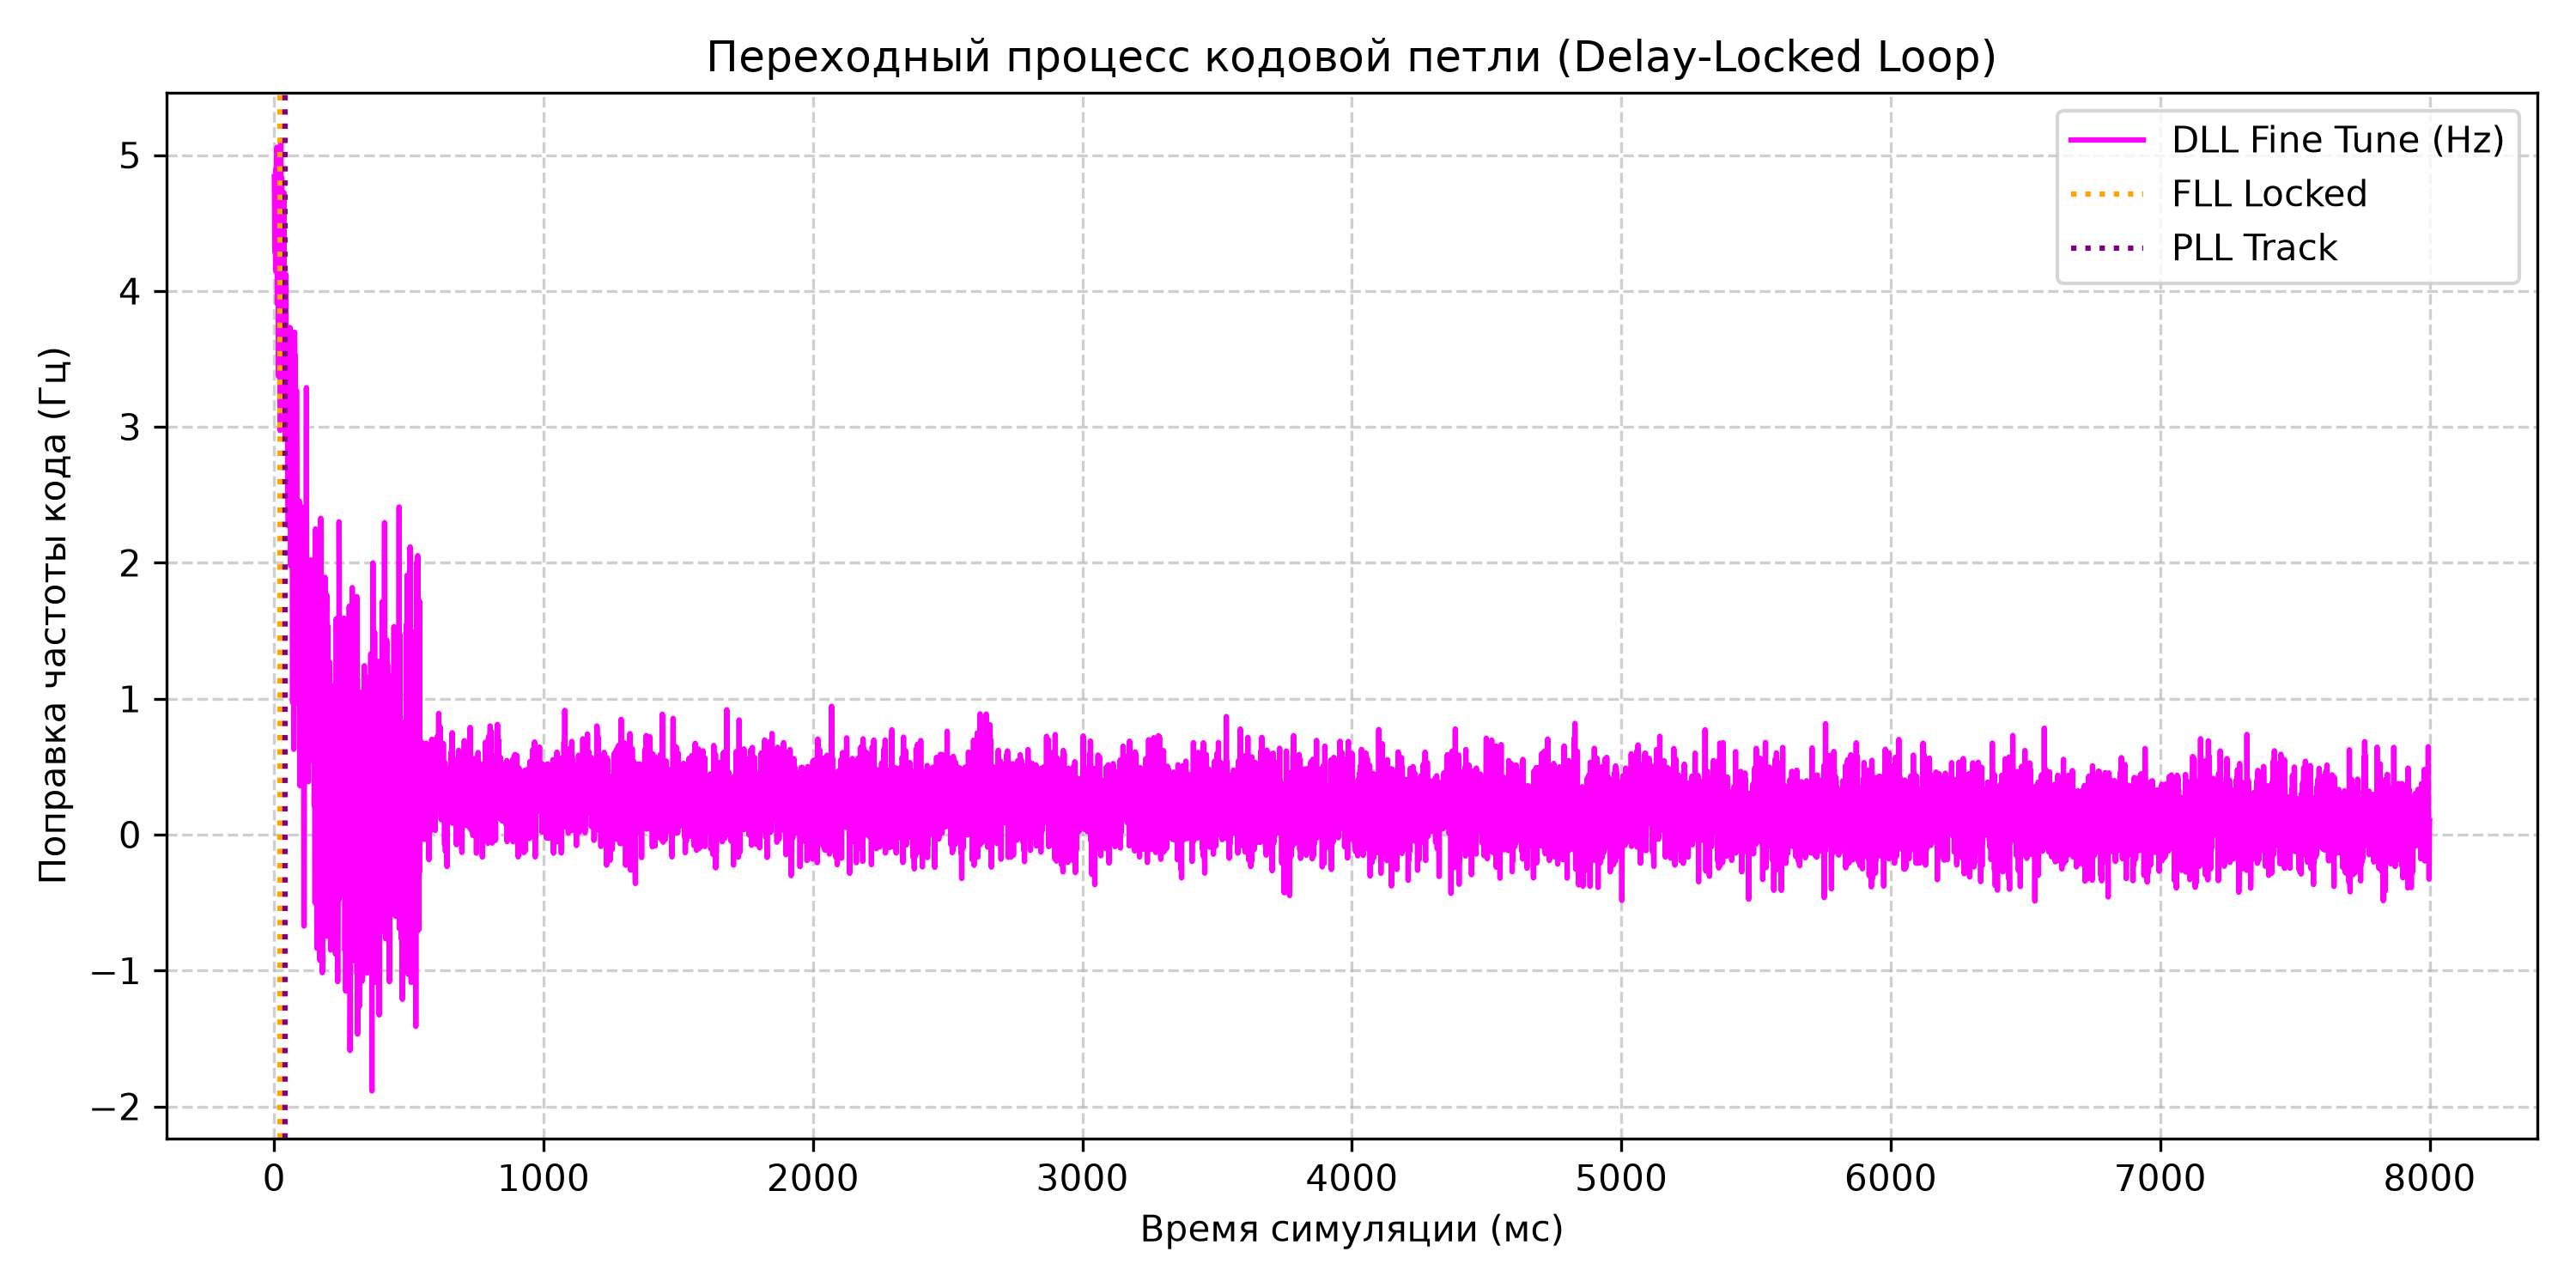 Переходный процесс кодовой петли (Delay-Locked Loop)
DLL Fine Tune (Hz)
FLL Locked
PLL Track
Поправка частоты кода (Гц)
5
4
3
2
1
0
−1
−2
0 1000 2000 3000 4000 5000 6000 7000 8000
Время симуляции (мс)